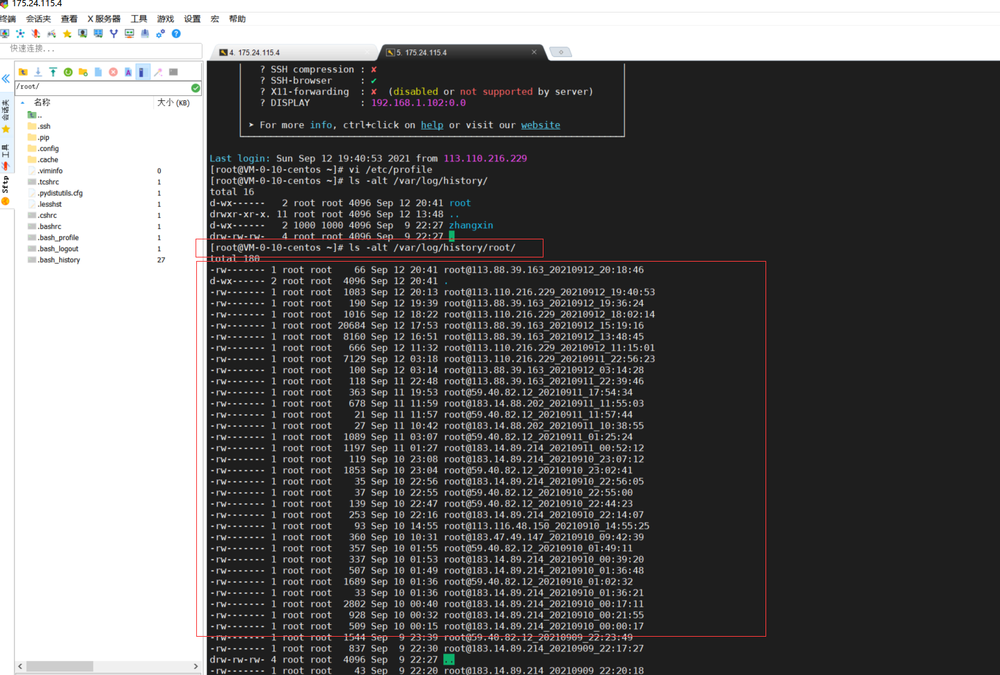 175.24.115.4
终端 会话夹 查看 X 服务器 工具 游戏 设置 宏 帮助
快速连接...
4. 175.24.115.4
5. 175.24.115.4
/root/
名称 大小 (KB)
..
.ssh
.pip
.config
.cache
.viminfo 0
.tcshrc 1
.pydistutils.cfg 1
.lesshst 1
.cshrc 1
.bashrc 1
.bash_profile 1
.bash_logout 1
.bash_history 27
会话夹
工具
Sftp
? SSH compression : ✘
? SSH-browser : ✔
? X11-forwarding : ✘ (disabled or not supported by server)
? DISPLAY : 192.168.1.102:0.0
➤ For more info, ctrl+click on help or visit our website
Last login: Sun Sep 12 19:40:53 2021 from 113.110.216.229
[root@VM-0-10-centos ~]# vi /etc/profile
[root@VM-0-10-centos ~]# ls -alt /var/log/history/
total 16
d-wx------ 2 root root 4096 Sep 12 20:41 root
drwxr-xr-x. 11 root root 4096 Sep 12 13:48 ..
d-wx------ 2 1000 1000 4096 Sep 9 22:27 zhangxin
drw-rw-rw- 4 root root 4096 Sep 9 22:27 .
[root@VM-0-10-centos ~]# ls -alt /var/log/history/root/
total 180
-rw------- 1 root root 66 Sep 12 20:41 root@113.88.39.163_20210912_20:18:46
d-wx------ 2 root root 4096 Sep 12 20:41 .
-rw------- 1 root root 1083 Sep 12 20:13 root@113.110.216.229_20210912_19:40:53
-rw------- 1 root root 190 Sep 12 19:39 root@113.88.39.163_20210912_19:36:24
-rw------- 1 root root 1016 Sep 12 18:22 root@113.110.216.229_20210912_18:02:14
-rw------- 1 root root 20684 Sep 12 17:53 root@113.88.39.163_20210912_15:19:16
-rw------- 1 root root 8160 Sep 12 16:51 root@113.88.39.163_20210912_13:48:45
-rw------- 1 root root 666 Sep 12 11:32 root@113.110.216.229_20210912_11:15:01
-rw------- 1 root root 7129 Sep 12 03:18 root@113.110.216.229_20210911_22:56:23
-rw------- 1 root root 100 Sep 12 03:14 root@113.88.39.163_20210912_03:14:28
-rw------- 1 root root 118 Sep 11 22:48 root@113.88.39.163_20210911_22:39:46
-rw------- 1 root root 363 Sep 11 19:53 root@59.40.82.12_20210911_17:54:34
-rw------- 1 root root 678 Sep 11 11:59 root@183.14.88.202_20210911_11:55:03
-rw------- 1 root root 21 Sep 11 11:57 root@59.40.82.12_20210911_11:57:44
-rw------- 1 root root 27 Sep 11 10:42 root@183.14.88.202_20210911_10:38:55
-rw------- 1 root root 1089 Sep 11 03:07 root@59.40.82.12_20210911_01:25:24
-rw------- 1 root root 1197 Sep 11 01:27 root@183.14.89.214_20210911_00:52:12
-rw------- 1 root root 119 Sep 10 23:08 root@183.14.89.214_20210910_23:07:12
-rw------- 1 root root 1853 Sep 10 23:04 root@59.40.82.12_20210910_23:02:41
-rw------- 1 root root 35 Sep 10 22:56 root@183.14.89.214_20210910_22:56:05
-rw------- 1 root root 37 Sep 10 22:55 root@59.40.82.12_20210910_22:55:00
-rw------- 1 root root 139 Sep 10 22:47 root@59.40.82.12_20210910_22:44:23
-rw------- 1 root root 253 Sep 10 22:16 root@183.14.89.214_20210910_22:14:07
-rw------- 1 root root 93 Sep 10 14:55 root@113.116.48.150_20210910_14:55:25
-rw------- 1 root root 360 Sep 10 10:31 root@183.47.49.147_20210910_09:42:39
-rw------- 1 root root 357 Sep 10 01:55 root@59.40.82.12_20210910_01:49:11
-rw------- 1 root root 337 Sep 10 01:53 root@183.14.89.214_20210910_00:39:20
-rw------- 1 root root 507 Sep 10 01:49 root@183.14.89.214_20210910_01:36:48
-rw------- 1 root root 1689 Sep 10 01:36 root@59.40.82.12_20210910_01:02:32
-rw------- 1 root root 33 Sep 10 01:36 root@183.14.89.214_20210910_01:36:21
-rw------- 1 root root 2802 Sep 10 00:40 root@183.14.89.214_20210910_00:17:11
-rw------- 1 root root 928 Sep 10 00:32 root@183.14.89.214_20210910_00:21:55
-rw------- 1 root root 509 Sep 10 00:15 root@183.14.89.214_20210910_00:00:17
-rw------- 1 root root 1544 Sep 9 23:39 root@59.40.82.12_20210909_22:23:49
-rw------- 1 root root 837 Sep 9 22:30 root@183.14.89.214_20210909_22:17:27
drw-rw-rw- 4 root root 4096 Sep 9 22:27 ..
-rw------- 1 root root 43 Sep 9 22:20 root@183.14.89.214_20210909_22:20:18